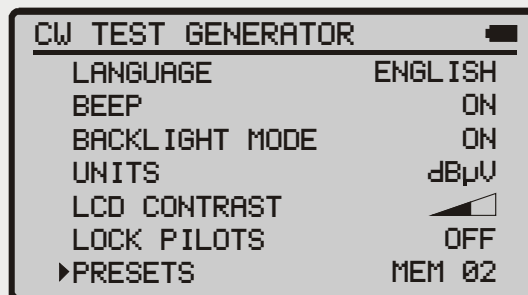 CW TEST GENERATOR
LANGUAGE ENGLISH
BEEP ON
BACKLIGHT MODE ON
UNITS dBµV
LCD CONTRAST
LOCK PILOTS OFF
PRESETS MEM 02